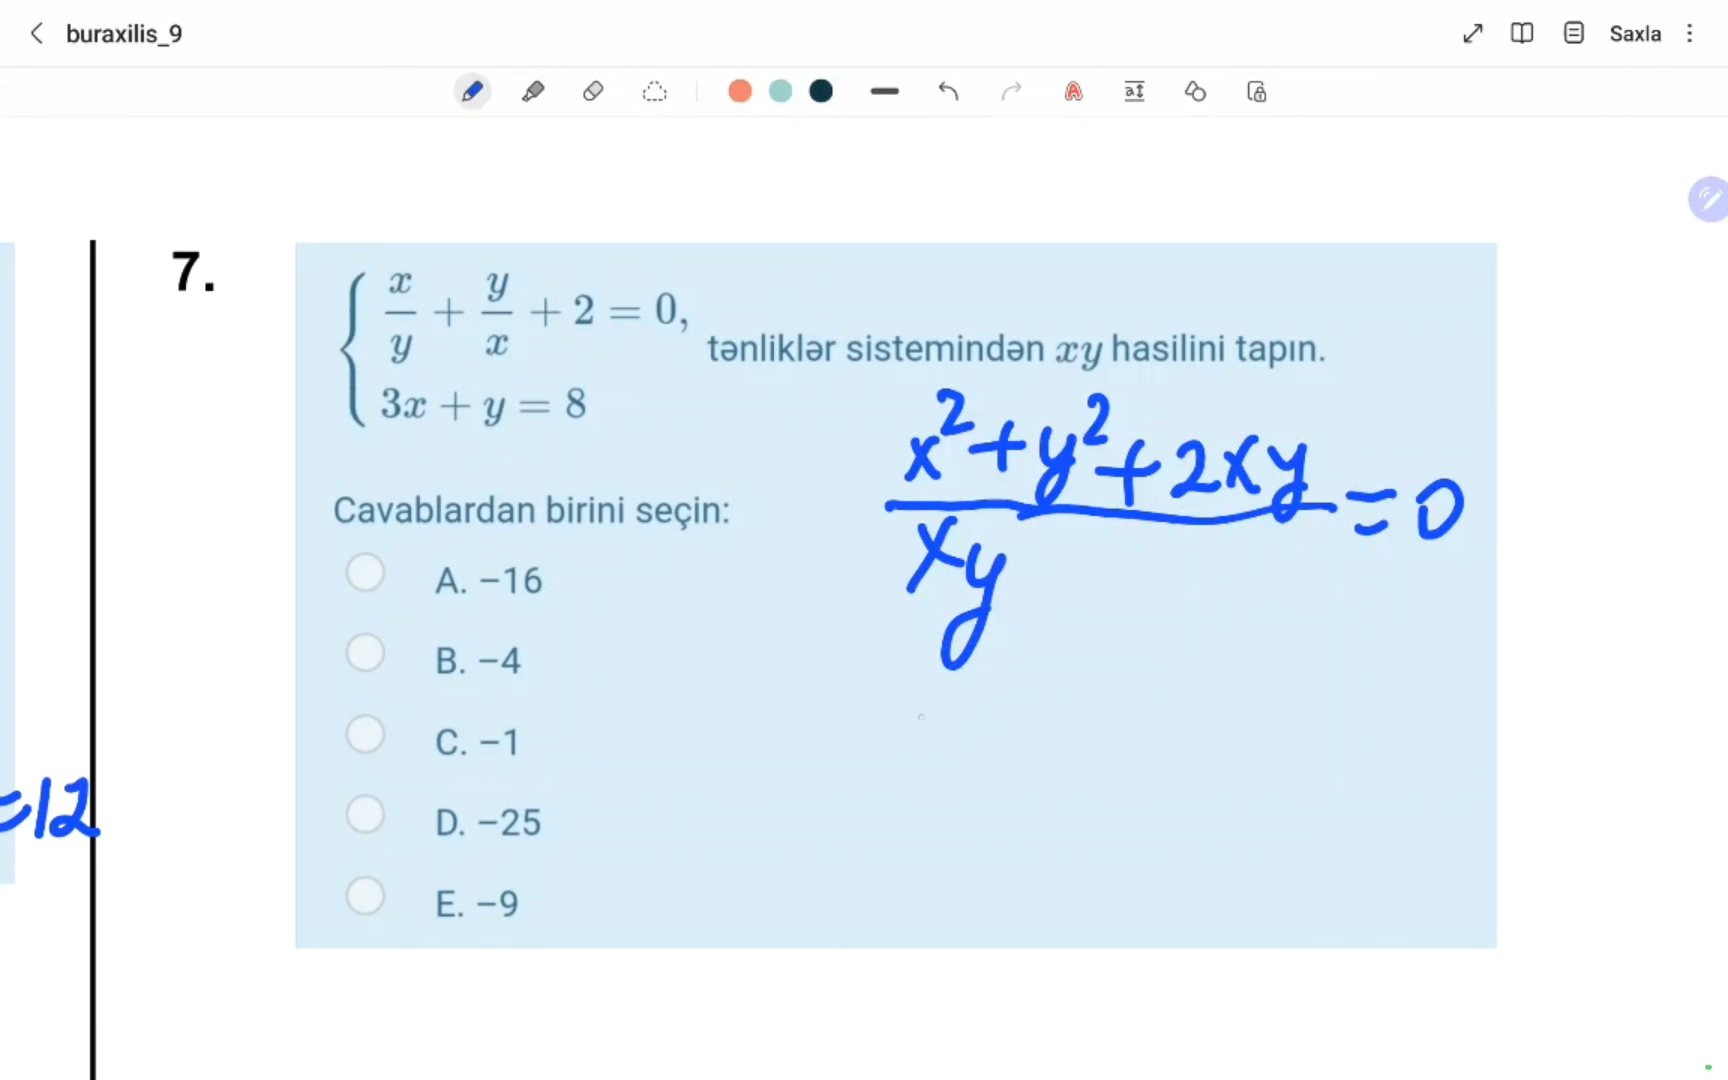 buraxilis_9
Saxla
7.
x/y + y/x + 2 = 0,
3x + y = 8
tənliklər sistemindən xy hasilini tapın.
x² + y² + 2xy / xy = 0
Cavablardan birini seçin:
A. –16
B. –4
C. –1
D. –25
E. –9
=12